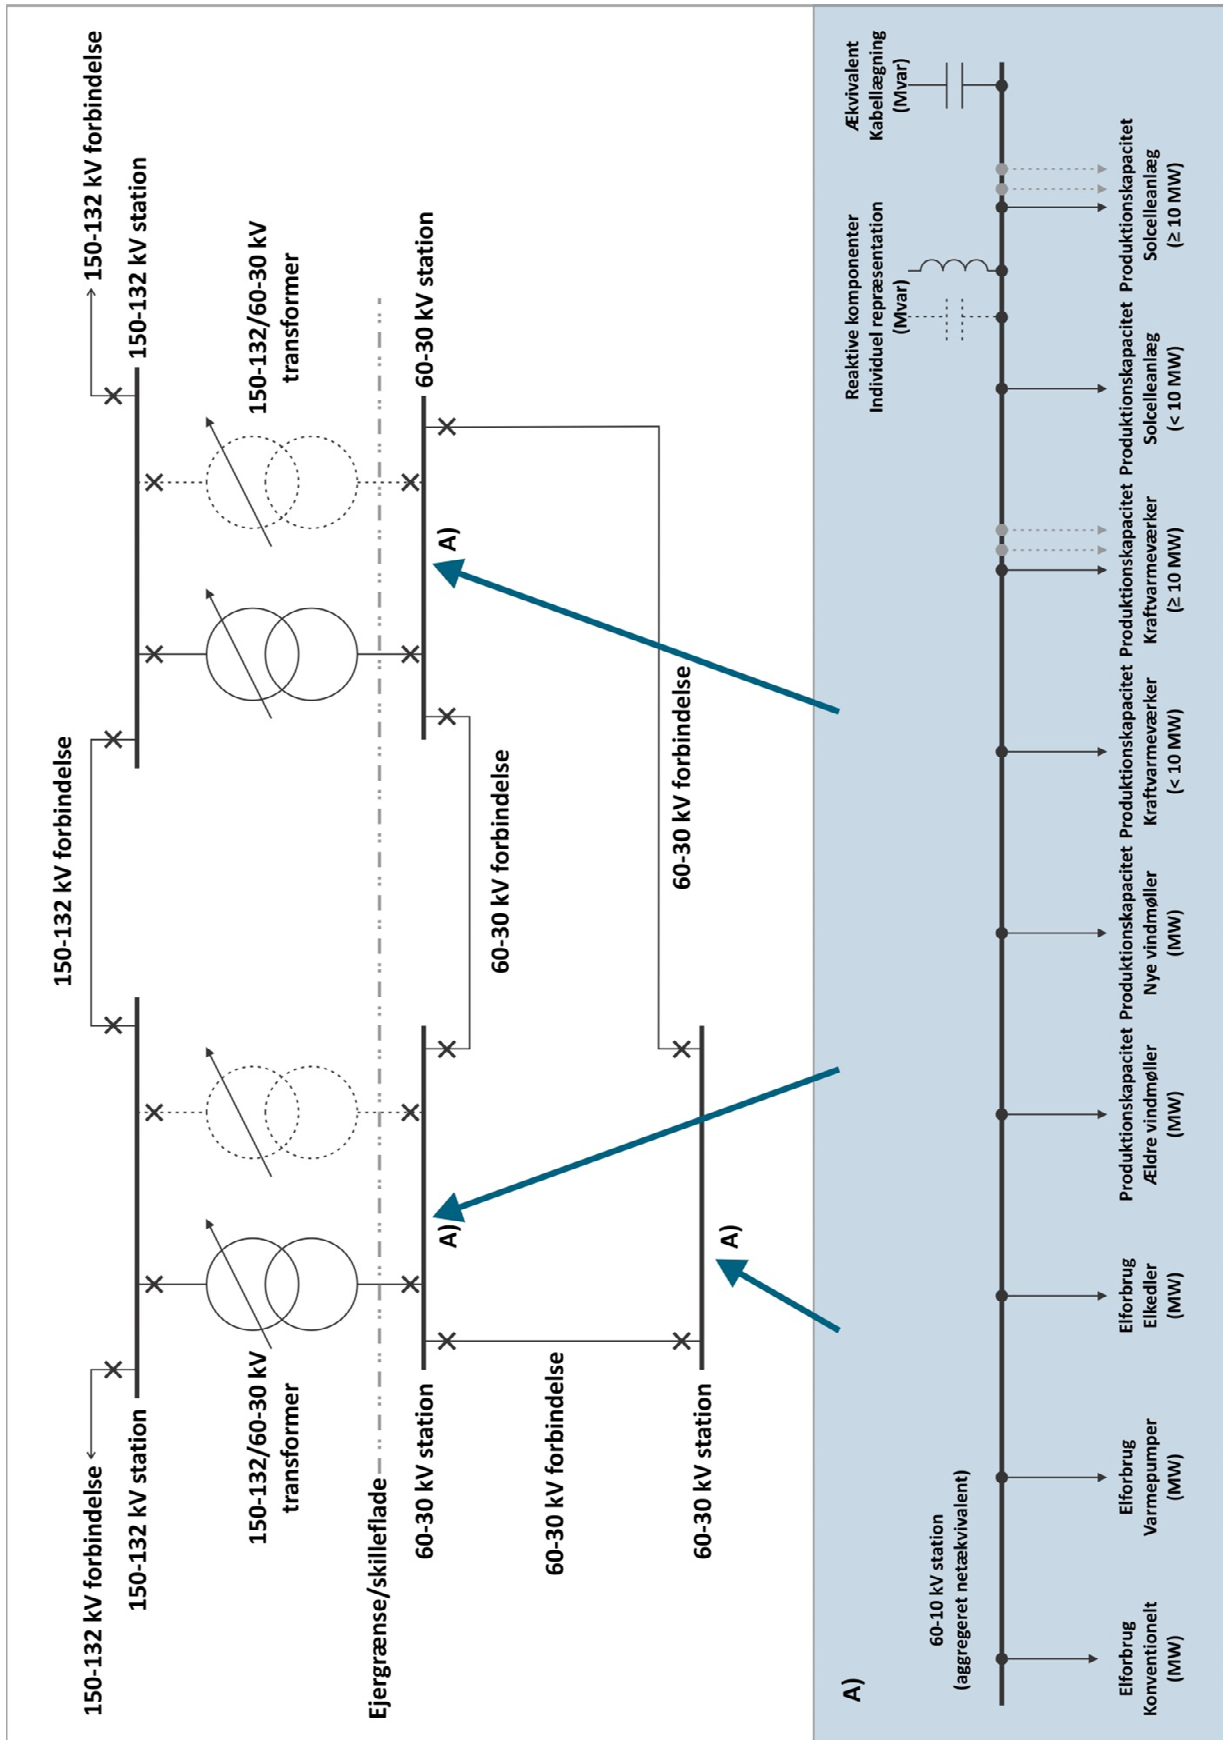 150-132 kV forbindelse
150-132 kV forbindelse
150-132 kV forbindelse
150-132 kV station
150-132 kV station
150-132/60-30 kV
transformer
150-132/60-30 kV
transformer
Ejergrænse/skilleflade
60-30 kV station
60-30 kV station
A)
A)
60-30 kV forbindelse
60-30 kV forbindelse
60-30 kV forbindelse
60-30 kV station
A)
A)
60-10 kV station
(aggregeret netækvivalent)
Reaktive komponenter
Individuel repræsentation
(Mvar)
Ækvivalent
Kabellægning
(Mvar)
Elforbrug
Konventionelt
(MW)
Elforbrug
Varmepumper
(MW)
Elforbrug
Elkedler
(MW)
Produktionskapacitet
Ældre vindmøller
(MW)
Produktionskapacitet
Nye vindmøller
(MW)
Produktionskapacitet
Kraftvarmeværker
(< 10 MW)
Produktionskapacitet
Kraftvarmeværker
(≥ 10 MW)
Produktionskapacitet
Solcelleanlæg
(< 10 MW)
Produktionskapacitet
Solcelleanlæg
(≥ 10 MW)